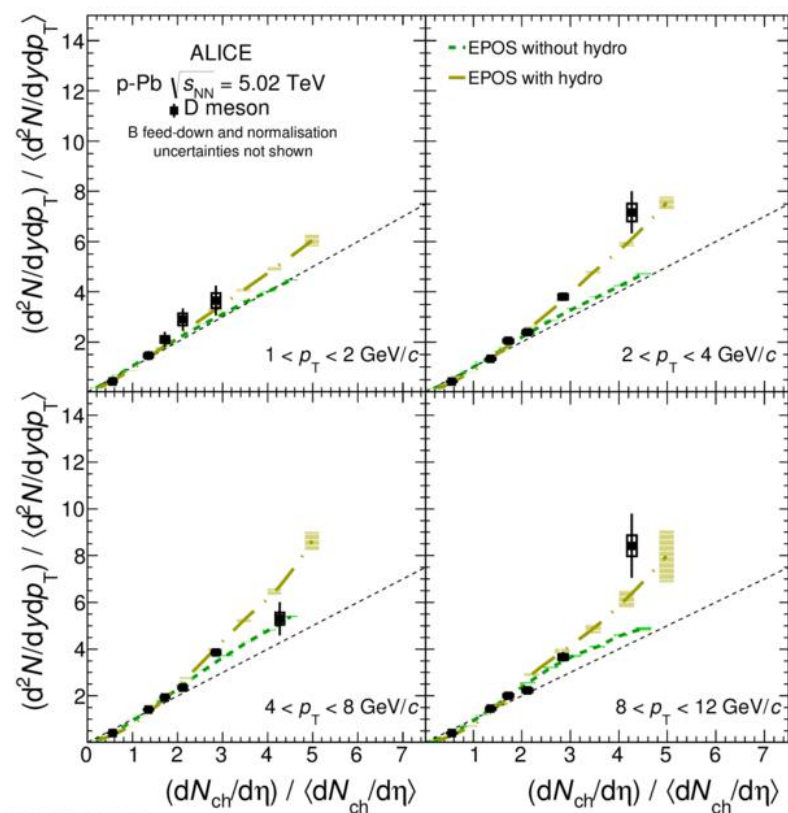 14
12
10
8
6
4
2
(d²N/dydp_T) / ⟨d²N/dydp_T⟩
ALICE
p-Pb √s_NN = 5.02 TeV
D meson
B feed-down and normalisation
uncertainties not shown
1 < p_T < 2 GeV/c
EPOS without hydro
EPOS with hydro
2 < p_T < 4 GeV/c
14
12
10
8
6
4
2
(d²N/dydp_T) / ⟨d²N/dydp_T⟩
4 < p_T < 8 GeV/c
8 < p_T < 12 GeV/c
0 1 2 3 4 5 6 7
1 2 3 4 5 6 7
(dN_ch/dη) / ⟨dN_ch/dη⟩
(dN_ch/dη) / ⟨dN_ch/dη⟩